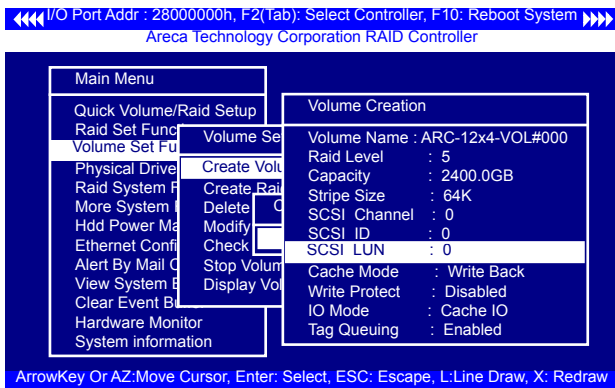 I/O Port Addr : 28000000h, F2(Tab): Select Controller, F10: Reboot System
Areca Technology Corporation RAID Controller
Main Menu
Quick Volume/Raid Setup
Raid Set Func
Volume Set Fu
Physical Drive
Raid System F
More System
Hdd Power Ma
Ethernet Confi
Alert By Mail C
View System E
Clear Event Bu
Hardware Monitor
System information
Volume Se
Create Volu
Create Rai
Delete
Modify
Check
Stop Volum
Display Vol
C
Volume Creation
Volume Name : ARC-12x4-VOL#000
Raid Level : 5
Capacity : 2400.0GB
Stripe Size : 64K
SCSI Channel : 0
SCSI ID : 0
SCSI LUN : 0
Cache Mode : Write Back
Write Protect : Disabled
IO Mode : Cache IO
Tag Queuing : Enabled
ArrowKey Or AZ:Move Cursor, Enter: Select, ESC: Escape, L:Line Draw, X: Redraw